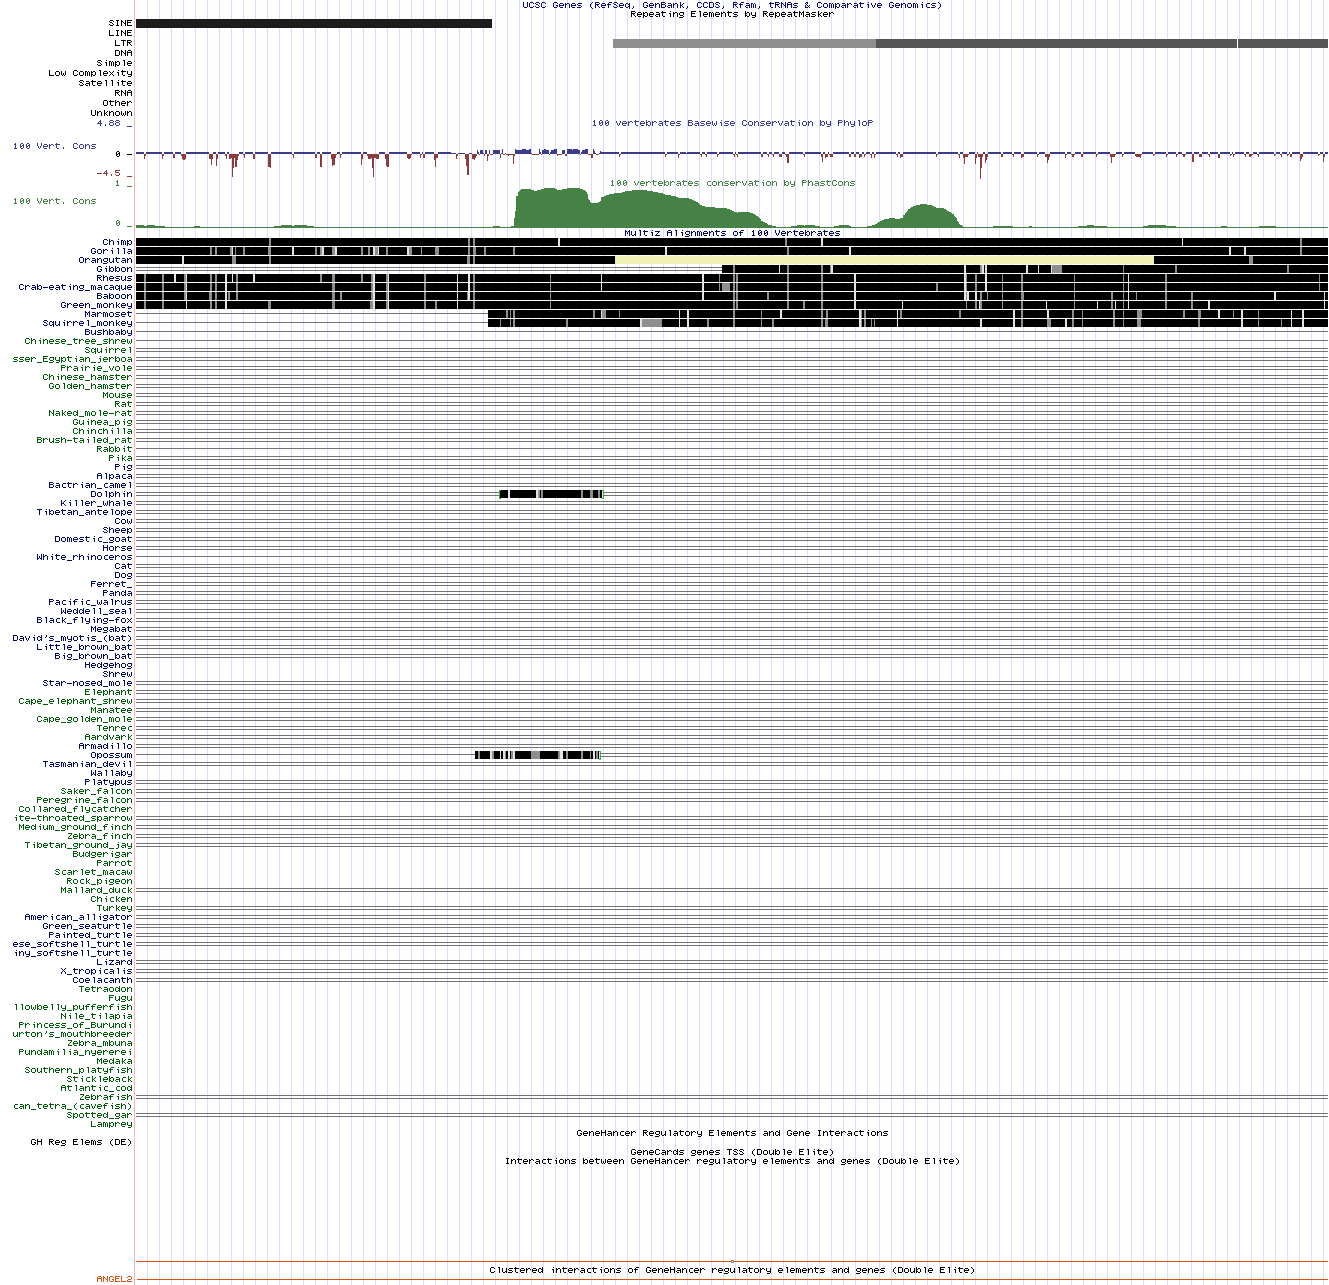 UCSC Genes (RefSeq, GenBank, CCDS, Rfam, tRNAs & Comparative Genomics)
Repeating Elements by RepeatMasker
SINE
LINE
LTR
DNA
Simple
Low Complexity
Satellite
RNA
Other
Unknown
4.88 _
100 vertebrates Basewise Conservation by PhyloP
100 Vert. Cons
0 _
-4.5 _
100 vertebrates conservation by PhastCons
1 _
100 Vert. Cons
0 _
Multiz Alignments of 100 Vertebrates
Chimp
Gorilla
Orangutan
Gibbon
Rhesus
Crab-eating_macaque
Baboon
Green_monkey
Marmoset
Squirrel_monkey
Bushbaby
Chinese_tree_shrew
Squirrel
sser_Egyptian_jerboa
Prairie_vole
Chinese_hamster
Golden_hamster
Mouse
Rat
Naked_mole-rat
Guinea_pig
Chinchilla
Brush-tailed_rat
Rabbit
Pika
Pig
Alpaca
Bactrian_camel
Dolphin
Killer_whale
Tibetan_antelope
Cow
Sheep
Domestic_goat
Horse
White_rhinoceros
Cat
Dog
Ferret_
Panda
Pacific_walrus
Weddell_seal
Black_flying-fox
Megabat
David's_myotis_(bat)
Little_brown_bat
Big_brown_bat
Hedgehog
Shrew
Star-nosed_mole
Elephant
Cape_elephant_shrew
Manatee
Cape_golden_mole
Tenrec
Aardvark
Armadillo
Opossum
Tasmanian_devil
Wallaby
Platypus
Saker_falcon
Peregrine_falcon
Collared_flycatcher
ite-throated_sparrow
Medium_ground_finch
Zebra_finch
Tibetan_ground_jay
Budgerigar
Parrot
Scarlet_macaw
Rock_pigeon
Mallard_duck
Chicken
Turkey
American_alligator
Green_seaturtle
Painted_turtle
ese_softshell_turtle
iny_softshell_turtle
Lizard
X_tropicalis
Coelacanth
Tetraodon
Fugu
llowbelly_pufferfish
Nile_tilapia
Princess_of_Burundi
urton's_mouthbreeder
Zebra_mbuna
Pundamilia_nyererei
Medaka
Southern_platyfish
Stickleback
Atlantic_cod
Zebrafish
can_tetra_(cavefish)
Spotted_gar
Lamprey
GeneHancer Regulatory Elements and Gene Interactions
GH Reg Elems (DE)
GeneCards genes TSS (Double Elite)
Interactions between GeneHancer regulatory elements and genes (Double Elite)
Clustered interactions of GeneHancer regulatory elements and genes (Double Elite)
ANGEL2